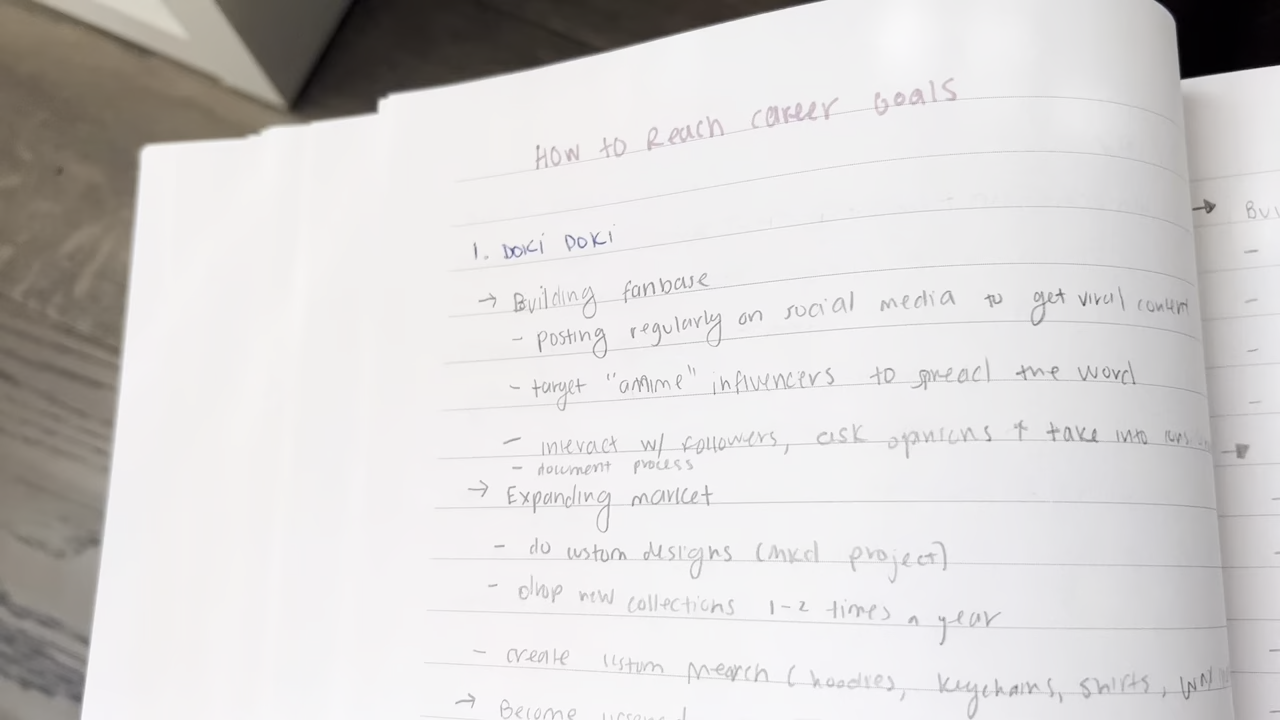 How to Reach career Goals
1. DOKI DOKI
→ Building fanbase
- posting regularly on social media to get viral content
- target "anime" influencers to spread the word
- interact w/ followers, ask opinions + take into
- document process
→ Expanding market
- do custom designs (mkd project)
- drop new collections 1-2 times a year
- create custom mearch (hoodies, keychains, shirts,
→ Become
→
-
-
-
-